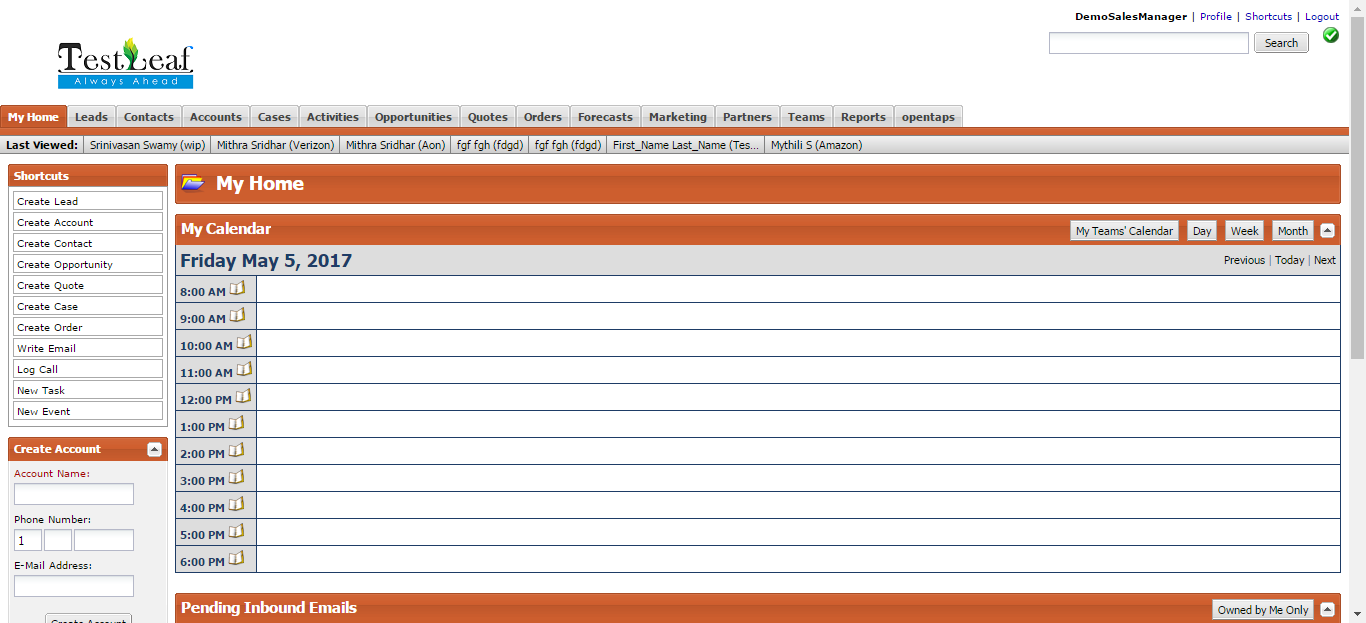 DemoSalesManager | Profile | Shortcuts | Logout
Search
TestLeaf
Always Ahead
My Home Leads Contacts Accounts Cases Activities Opportunities Quotes Orders Forecasts Marketing Partners Teams Reports opentaps
Last Viewed: Srinivasan Swamy (wip) Mithra Sridhar (Verizon) Mithra Sridhar (Aon) fgf fgh (fdgd) fgf fgh (fdgd) First_Name Last_Name (Tes... Mythili S (Amazon)
Shortcuts
Create Lead
Create Account
Create Contact
Create Opportunity
Create Quote
Create Case
Create Order
Write Email
Log Call
New Task
New Event
Create Account
Account Name:
Phone Number:
1
E-Mail Address:
Create Account
My Home
My Calendar My Teams' Calendar Day Week Month
Friday May 5, 2017 Previous | Today | Next
8:00 AM
9:00 AM
10:00 AM
11:00 AM
12:00 PM
1:00 PM
2:00 PM
3:00 PM
4:00 PM
5:00 PM
6:00 PM
Pending Inbound Emails Owned by Me Only